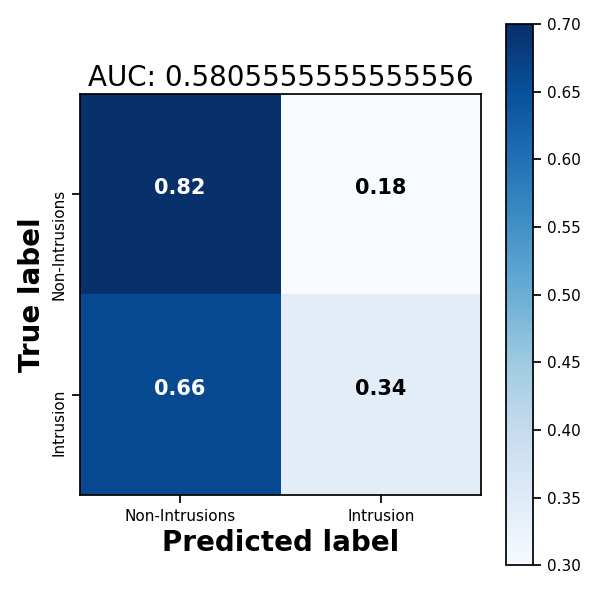 AUC: 0.5805555555555556
True label
Non-Intrusions
Intrusion
0.82
0.18
0.66
0.34
Non-Intrusions
Intrusion
Predicted label
0.70
0.65
0.60
0.55
0.50
0.45
0.40
0.35
0.30